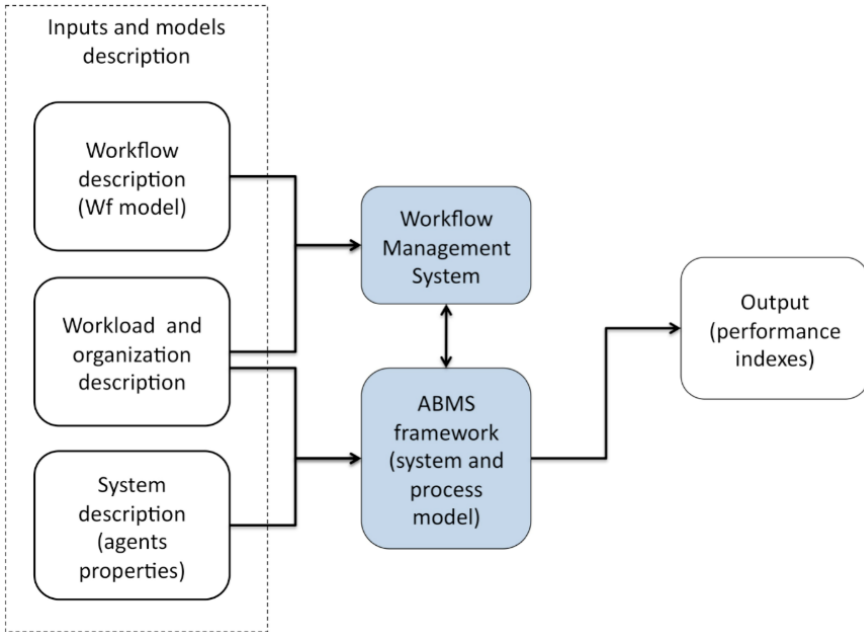 Inputs and models
description
Workflow
description
(Wf model)
Workload and
organization
description
System
description
(agents
properties)
Workflow
Management
System
ABMS
framework
(system and
process
model)
Output
(performance
indexes)